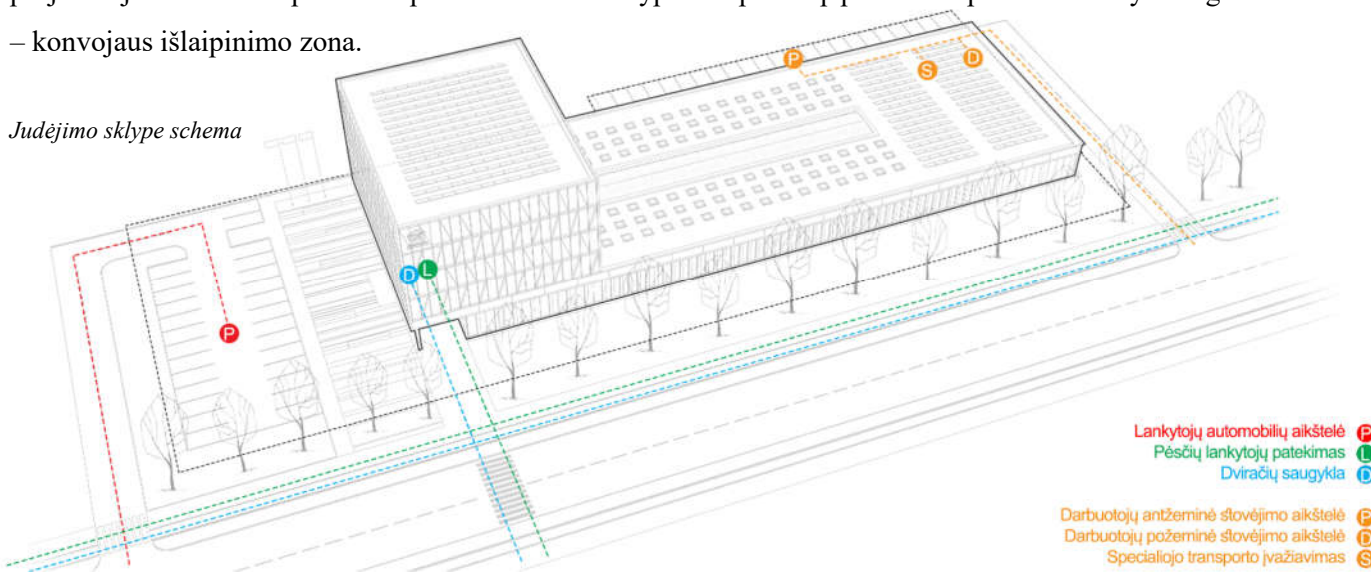 – konvojaus išlaipinimo zona.
Judėjimo sklype schema
P
S
D
D
L
P
Lankytojų automobilių aikštelė P
Pėsčių lankytojų patekimas L
Dviračių saugykla D
Darbuotojų antžeminė stovėjimo aikštelė P
Darbuotojų požeminė stovėjimo aikštelė D
Specialiojo transporto įvažiavimas S